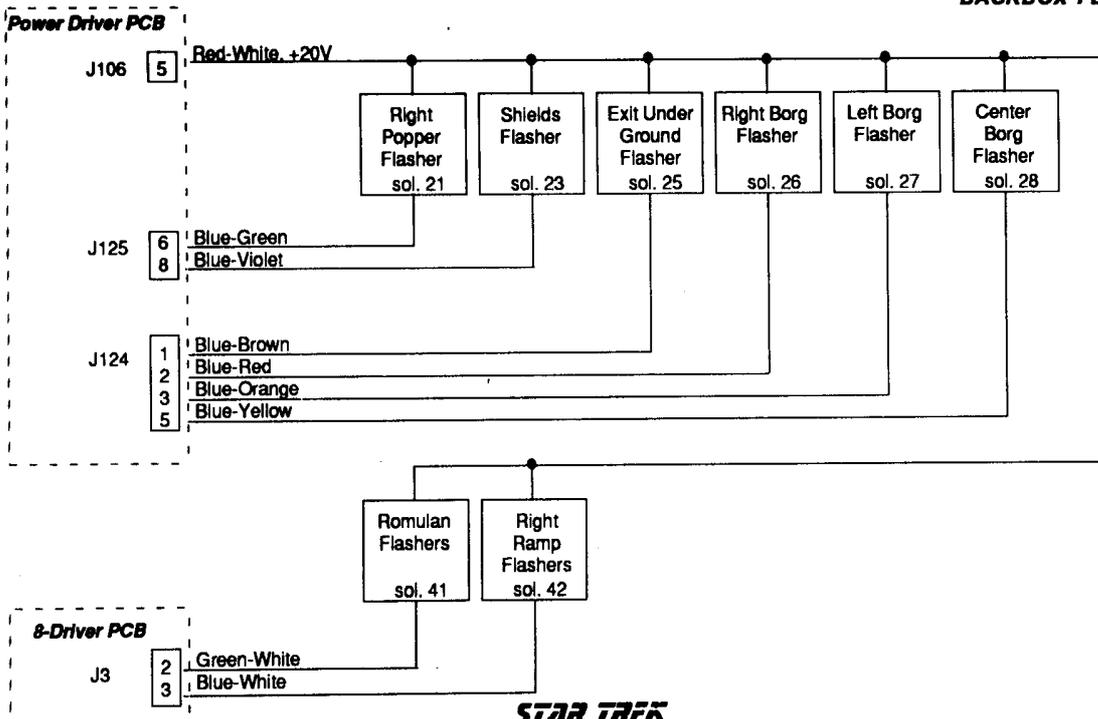 BACKBOX FL
Power Driver PCB
J106 5 Red-White, +20V
Right Popper Flasher sol. 21
Shields Flasher sol. 23
Exit Under Ground Flasher sol. 25
Right Borg Flasher sol. 26
Left Borg Flasher sol. 27
Center Borg Flasher sol. 28
J125
6 Blue-Green
8 Blue-Violet
J124
1 Blue-Brown
2 Blue-Red
3 Blue-Orange
5 Blue-Yellow
Romulan Flashers sol. 41
Right Ramp Flashers sol. 42
8-Driver PCB
J3
2 Green-White
3 Blue-White
STAR TREK